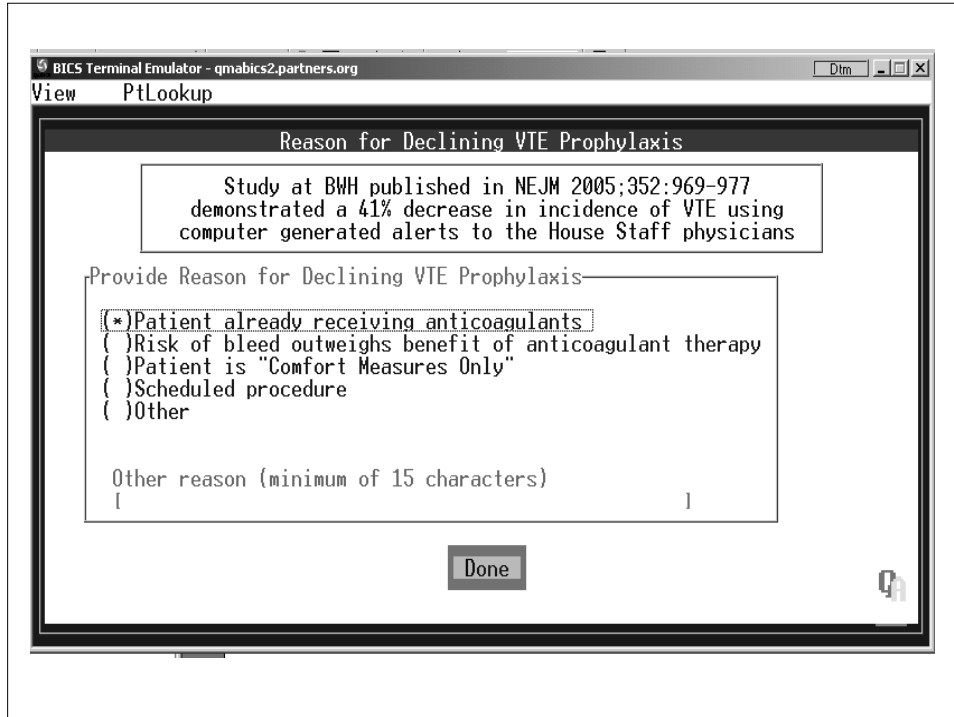 BICS Terminal Emulator - qmabics2.partners.org Dtm
View PtLookup
Reason for Declining VTE Prophylaxis
Study at BWH published in NEJM 2005;352:969-977
demonstrated a 41% decrease in incidence of VTE using
computer generated alerts to the House Staff physicians
Provide Reason for Declining VTE Prophylaxis
(*)Patient already receiving anticoagulants
( )Risk of bleed outweighs benefit of anticoagulant therapy
( )Patient is "Comfort Measures Only"
( )Scheduled procedure
( )Other
Other reason (minimum of 15 characters)
[ ]
Done
QA